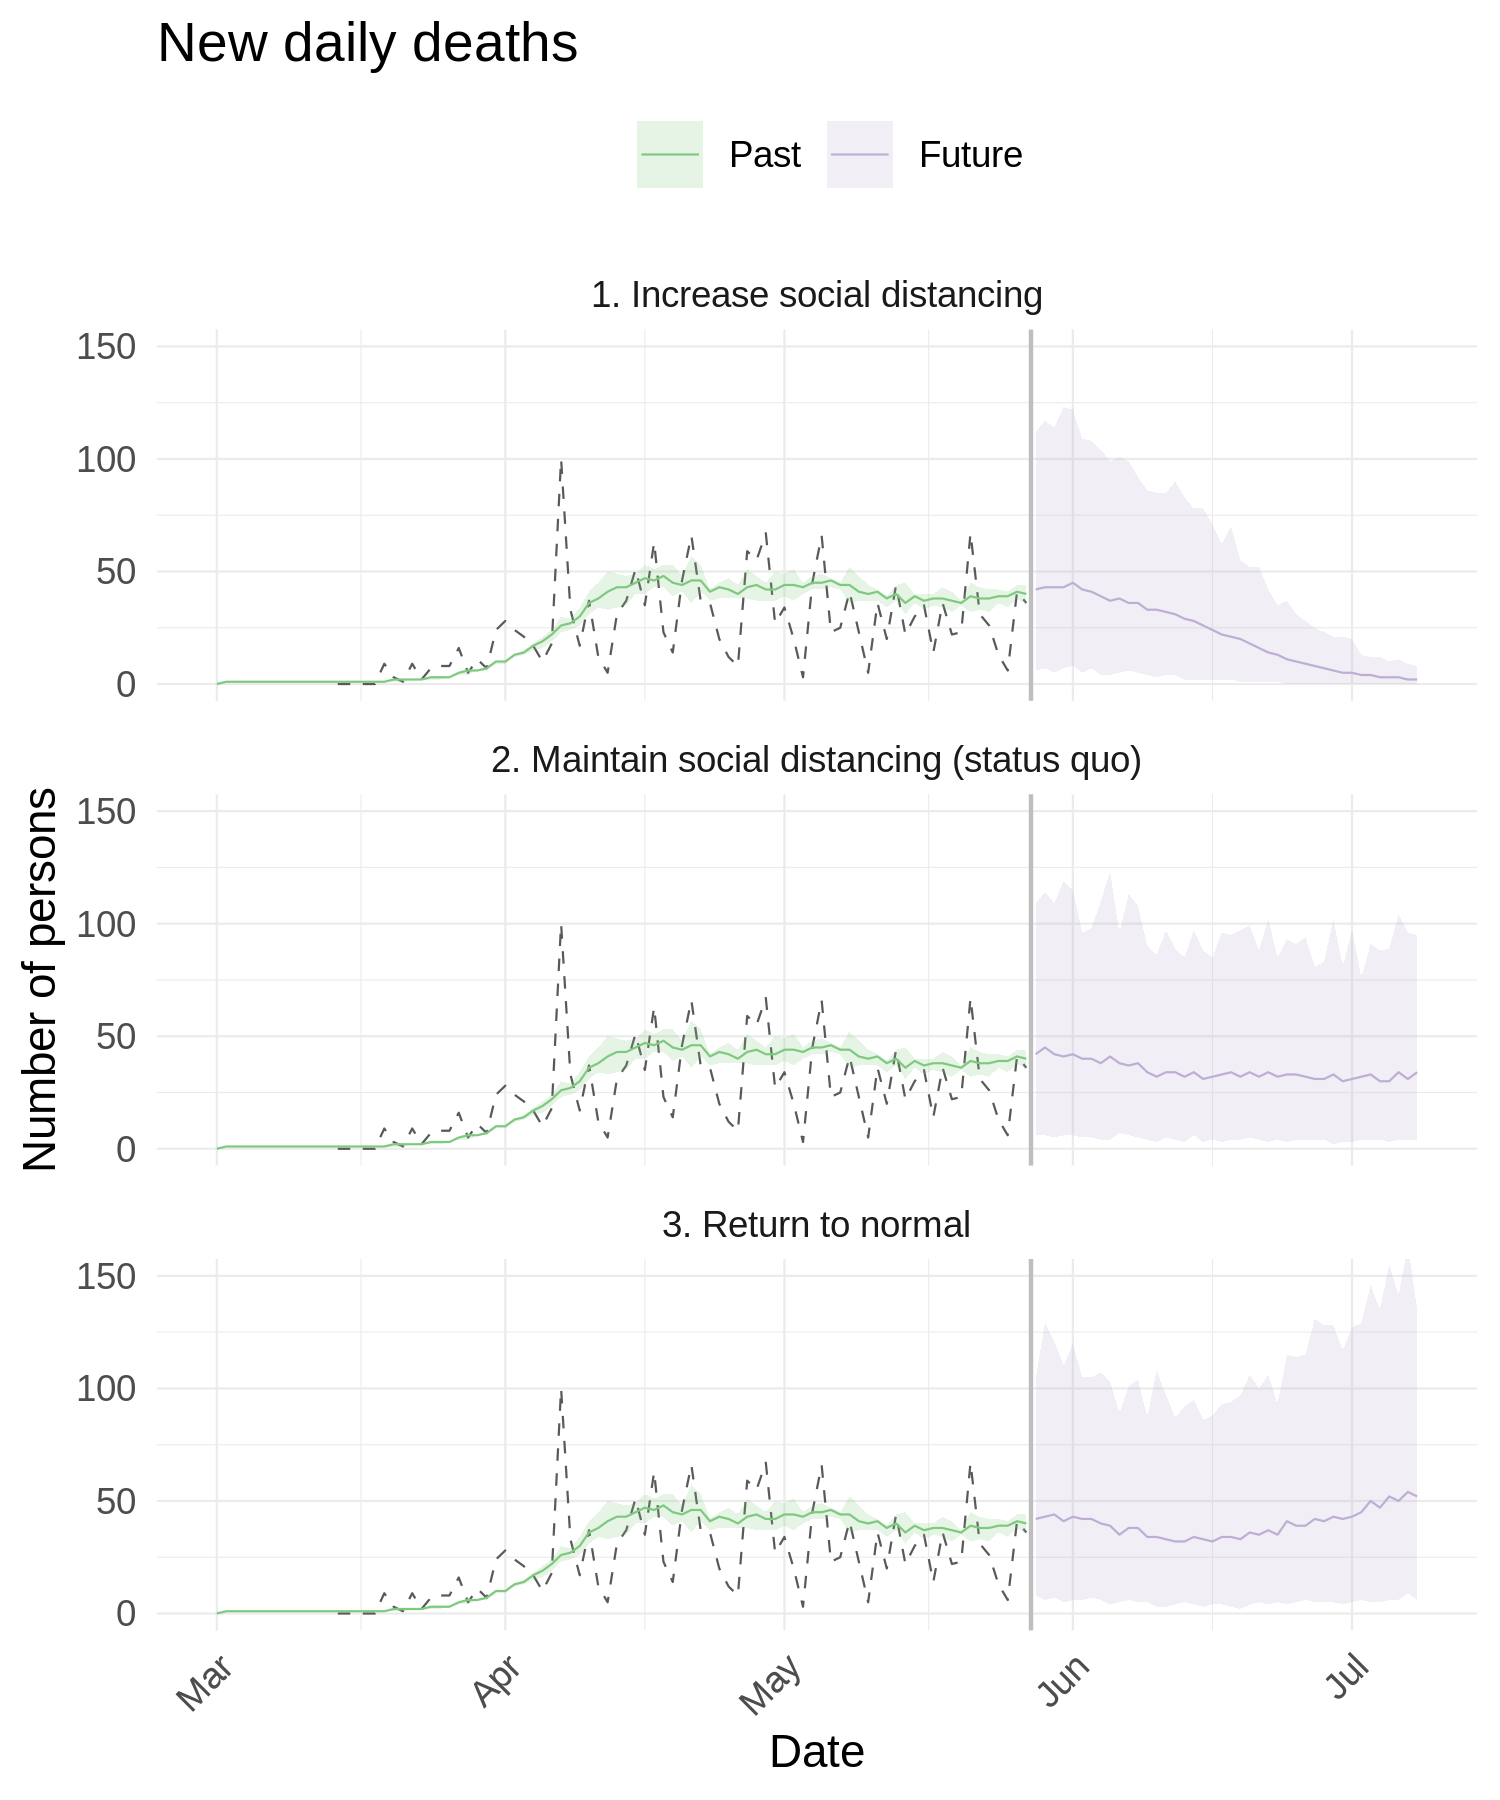 New daily deaths
Past
Future
1. Increase social distancing
150
100
50
0
2. Maintain social distancing (status quo)
150
100
50
0
Number of persons
3. Return to normal
150
100
50
0
Mar
Apr
May
Jun
Jul
Date